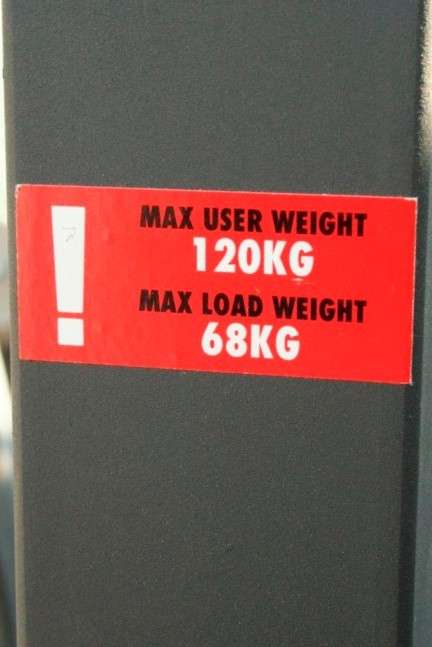 MAX USER WEIGHT
120KG
MAX LOAD WEIGHT
68KG